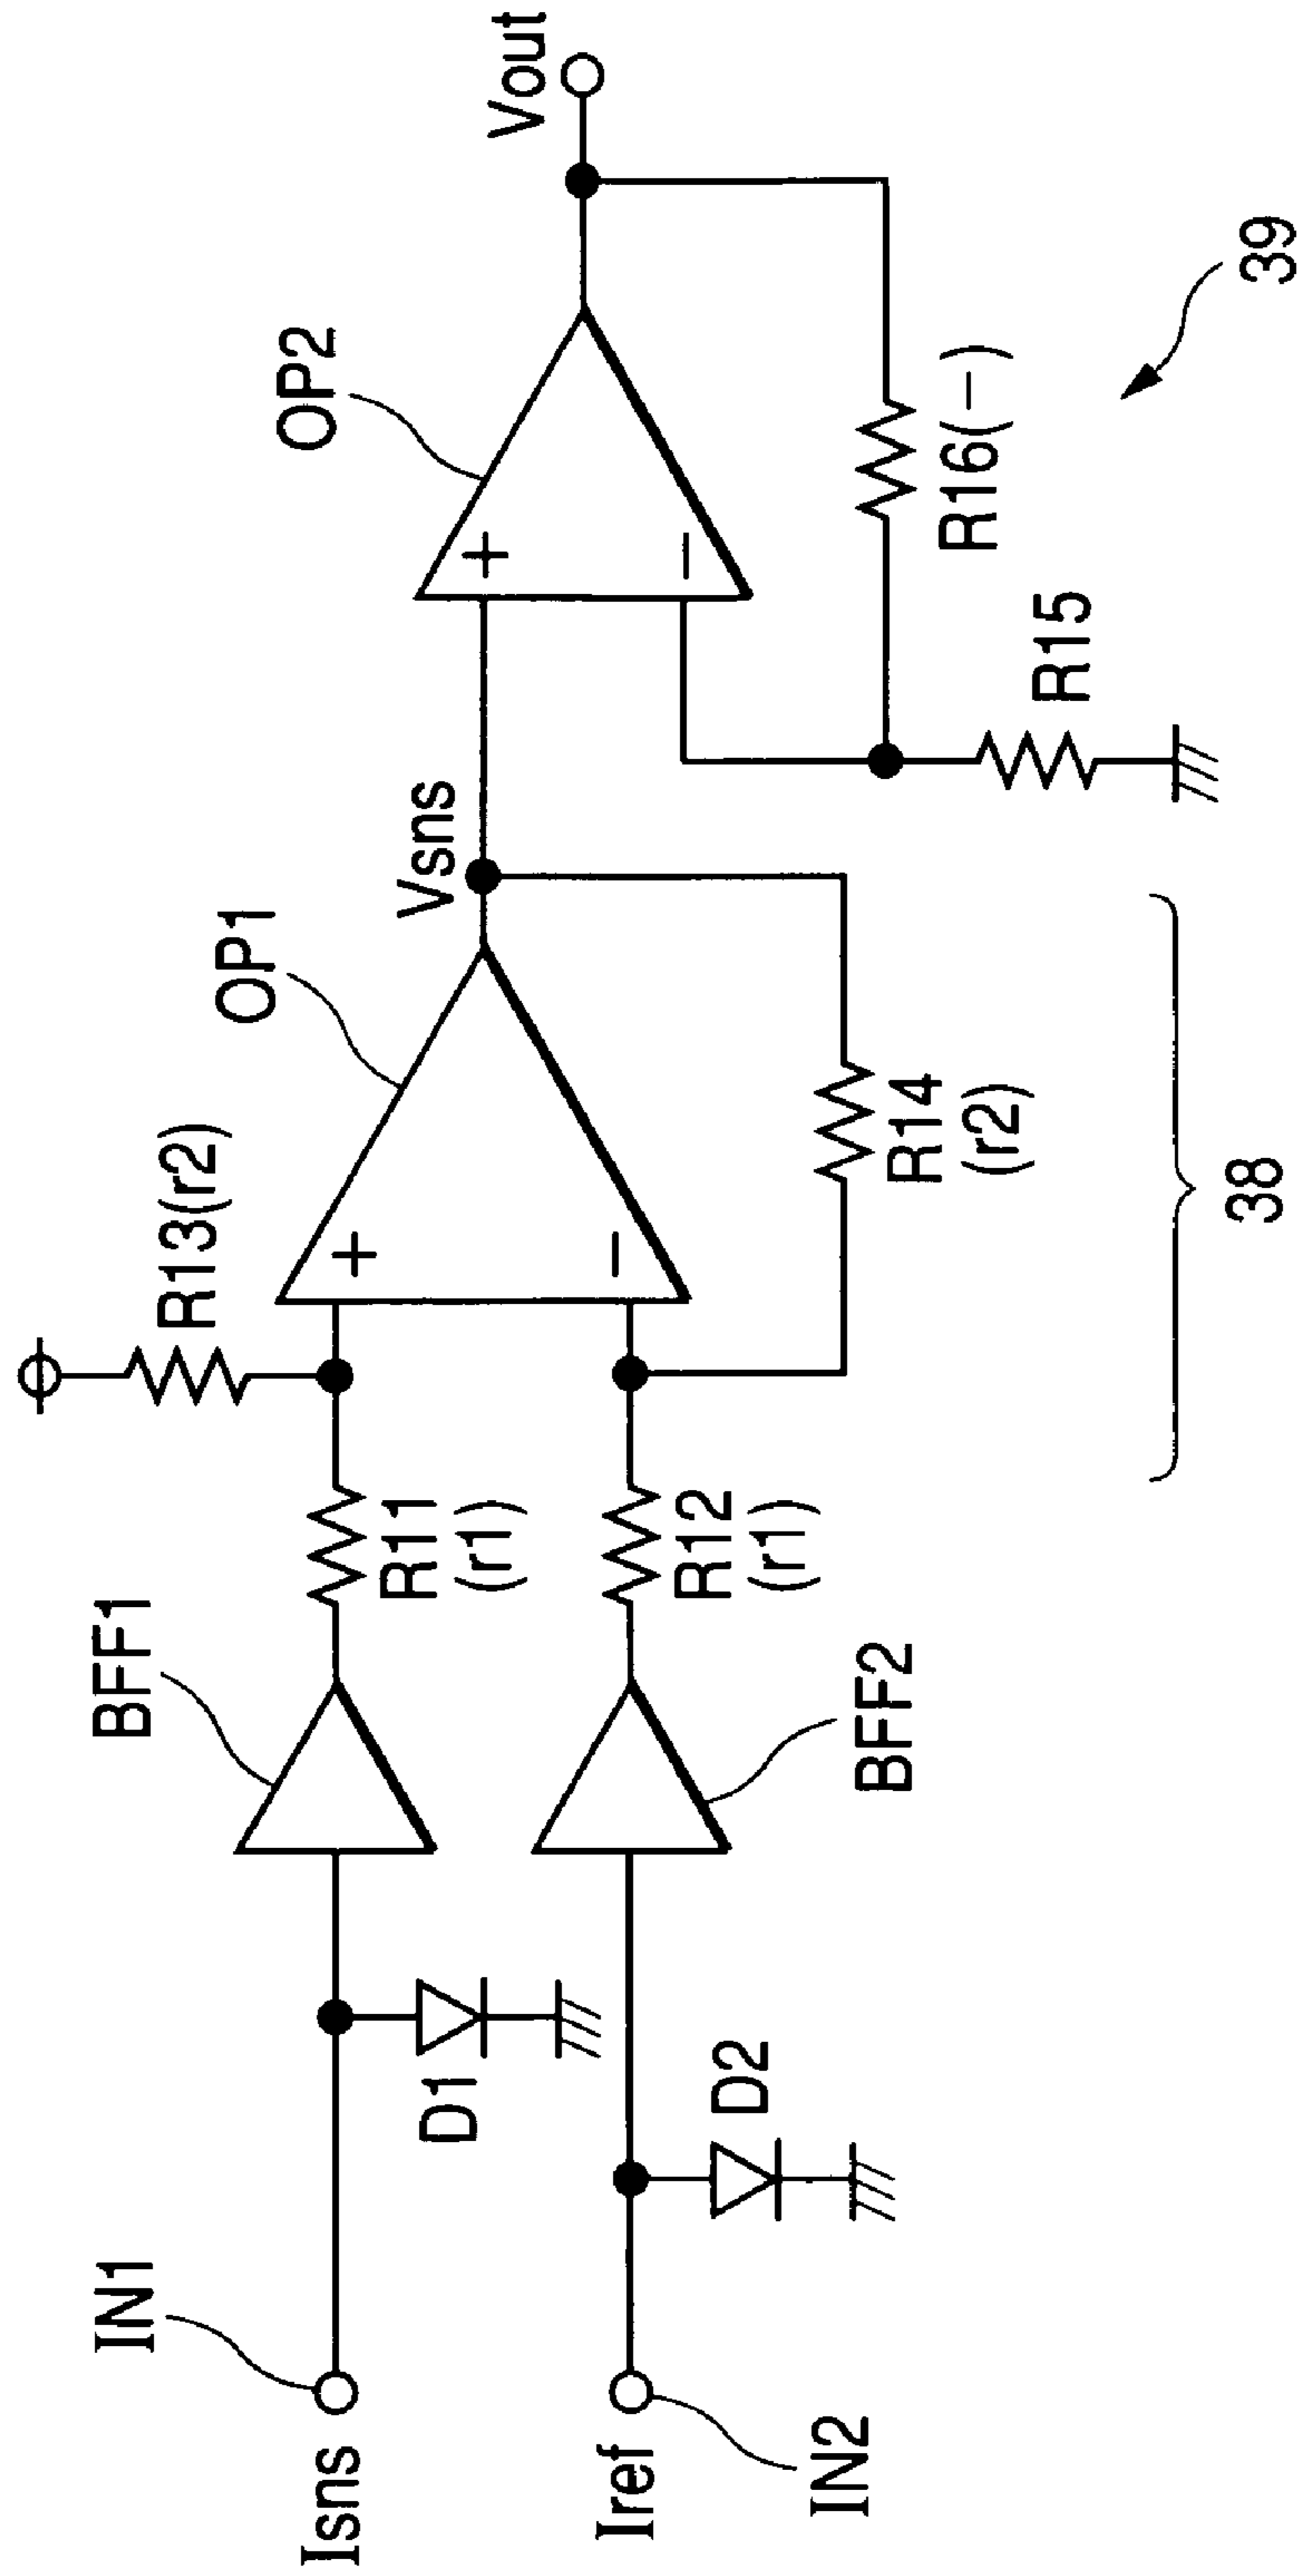 IN1
Isns
BFF1
R13(r2)
OP1
OP2
Vout
Vsns
+
+
−
−
D1
R11
(r1)
Iref
IN2
D2
BFF2
R12
(r1)
R14
(r2)
R16(−)
R15
38
39